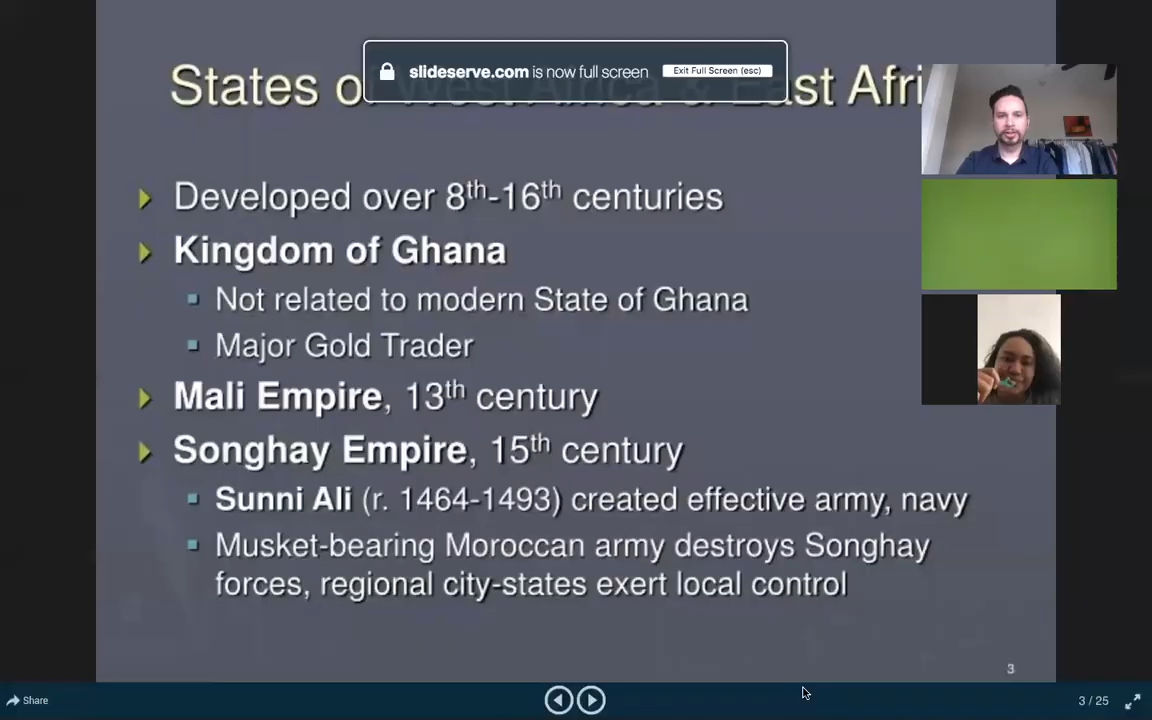 slideserve.com is now full screen Exit Full Screen (esc)
States of West Africa & East Afri
Developed over 8th-16th centuries
Kingdom of Ghana
Not related to modern State of Ghana
Major Gold Trader
Mali Empire, 13th century
Songhay Empire, 15th century
Sunni Ali (r. 1464-1493) created effective army, navy
Musket-bearing Moroccan army destroys Songhay
forces, regional city-states exert local control
3
Share
3 / 25